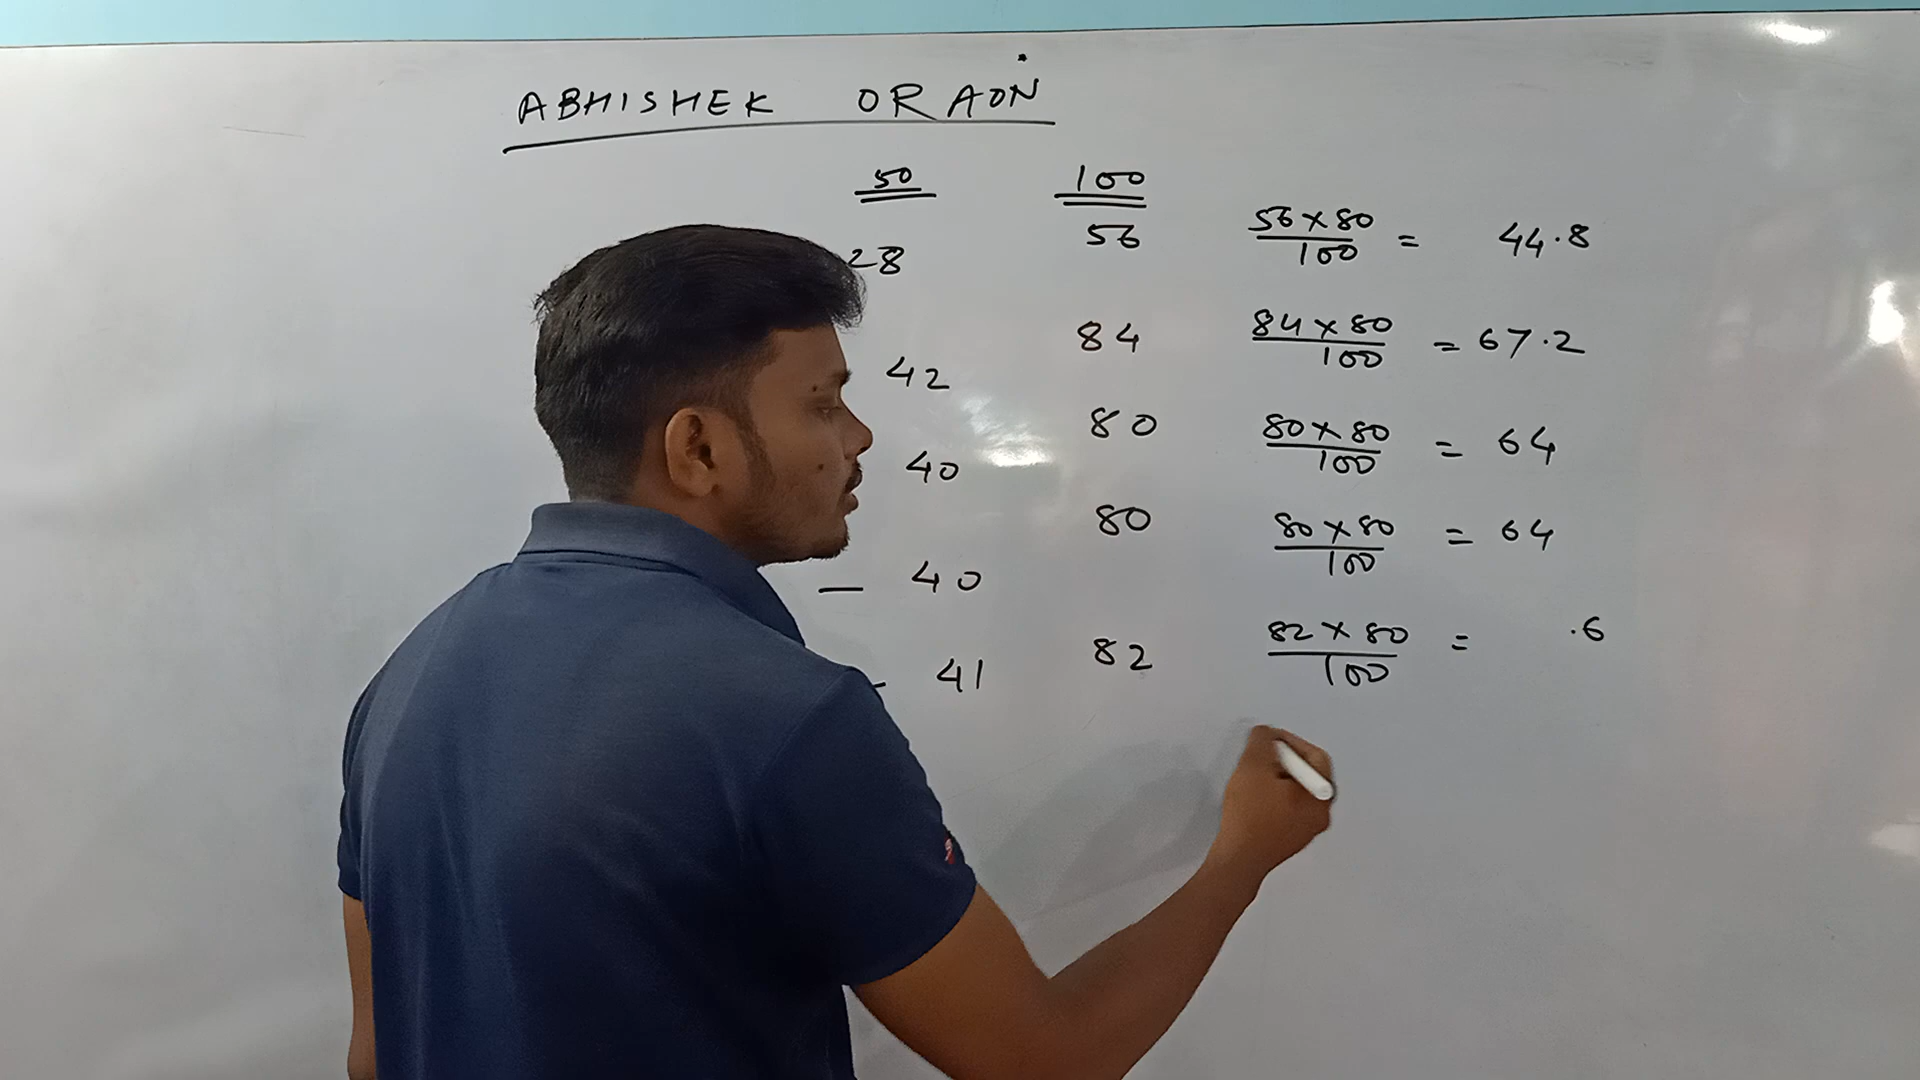 ABHISHEK ORAON
50 100
28 56 56 x 80 / 100 = 44.8
42 84 84 x 80 / 100 = 67.2
40 80 80 x 80 / 100 = 64
— 40 80 80 x 80 / 100 = 64
- 41 82 82 x 80 / 100 = .6